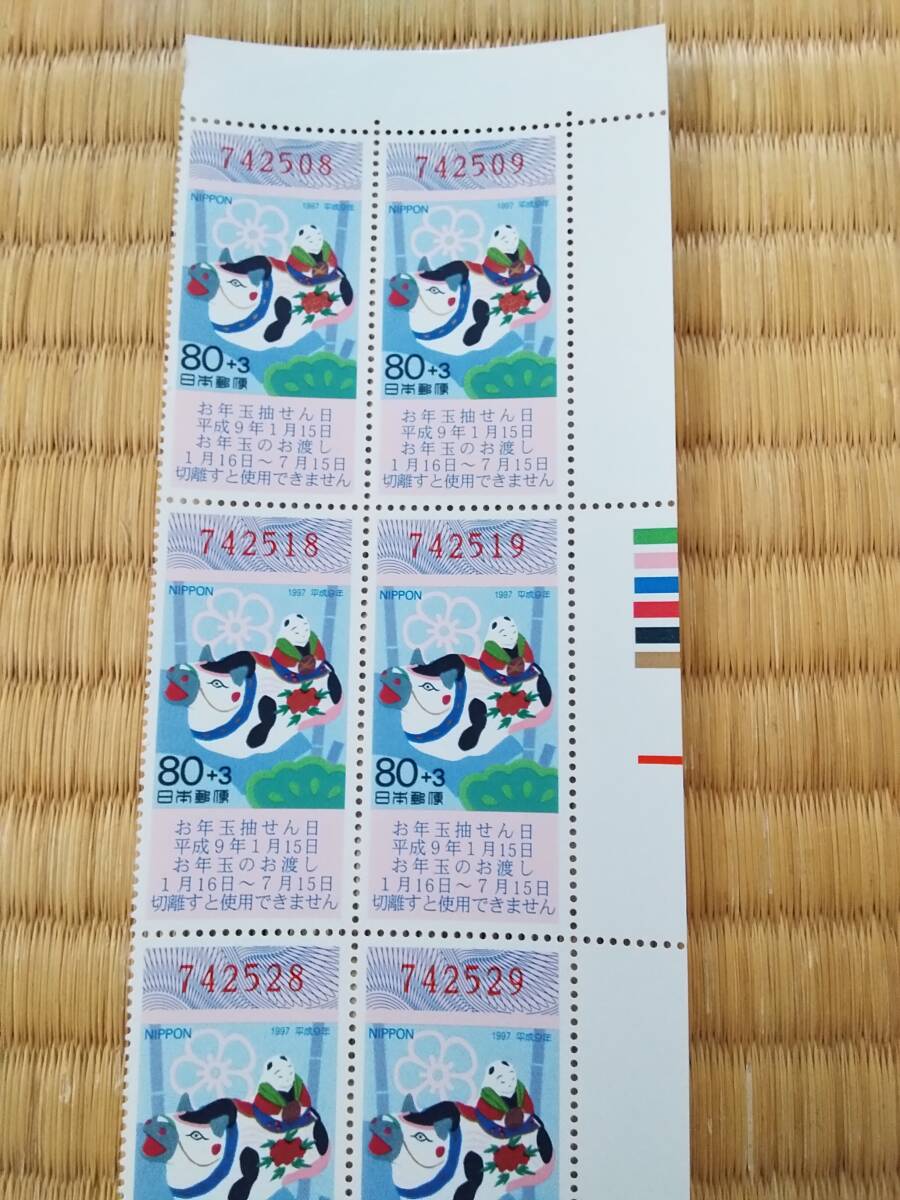 742508
NIPPON 1997 平成9年
80+3
日本郵便
お年玉抽せん日
平成9年1月15日
お年玉のお渡し
1月16日～7月15日
切離すと使用できません
742509
NIPPON 1997 平成9年
80+3
日本郵便
お年玉抽せん日
平成9年1月15日
お年玉のお渡し
1月16日～7月15日
切離すと使用できません
742518
NIPPON 1997 平成9年
80+3
日本郵便
お年玉抽せん日
平成9年1月15日
お年玉のお渡し
1月16日～7月15日
切離すと使用できません
742519
NIPPON 1997 平成9年
80+3
日本郵便
お年玉抽せん日
平成9年1月15日
お年玉のお渡し
1月16日～7月15日
切離すと使用できません
742528
NIPPON 1997 平成9年
742529
NIPPON 1997 平成9年